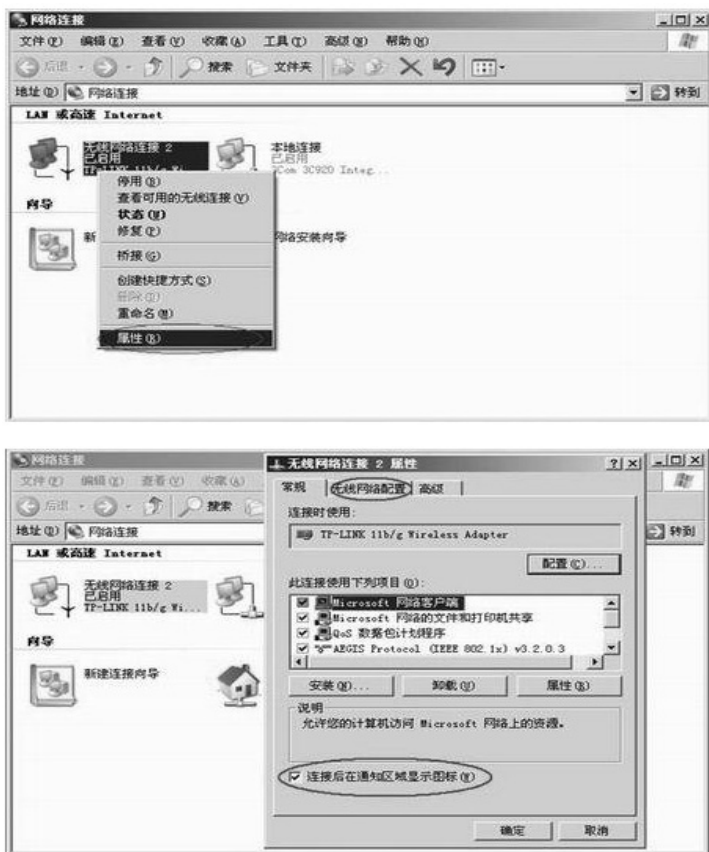 网络连接
文件(F) 编辑(E) 查看(V) 收藏(A) 工具(T) 高级(N) 帮助(H)
后退 搜索 文件夹
地址(D) 网络连接 转到
LAN 或高速 Internet
无线网络连接 2
已启用
TP-LINK 11b/g Wi...
本地连接
已启用
3Com 3C920 Integ...
停用(B)
查看可用的无线连接(V)
状态(U)
修复(P)
桥接(G)
创建快捷方式(S)
删除(D)
重命名(M)
属性(R)
向导
新
网络安装向导
网络连接
文件(F) 编辑(E) 查看(V) 收藏(A)
后退 搜索
地址(D) 网络连接 转到
LAN 或高速 Internet
无线网络连接 2
已启用
TP-LINK 11b/g Wi...
向导
新建连接向导
无线网络连接 2 属性
常规 无线网络配置 高级
连接时使用:
TP-LINK 11b/g Wireless Adapter
配置(C)...
此连接使用下列项目(O):
Microsoft 网络客户端
Microsoft 网络的文件和打印机共享
QoS 数据包计划程序
AEGIS Protocol (IEEE 802.1x) v3.2.0.3
安装(N)... 卸载(U) 属性(R)
说明
允许您的计算机访问 Microsoft 网络上的资源。
连接后在通知区域显示图标(W)
确定 取消